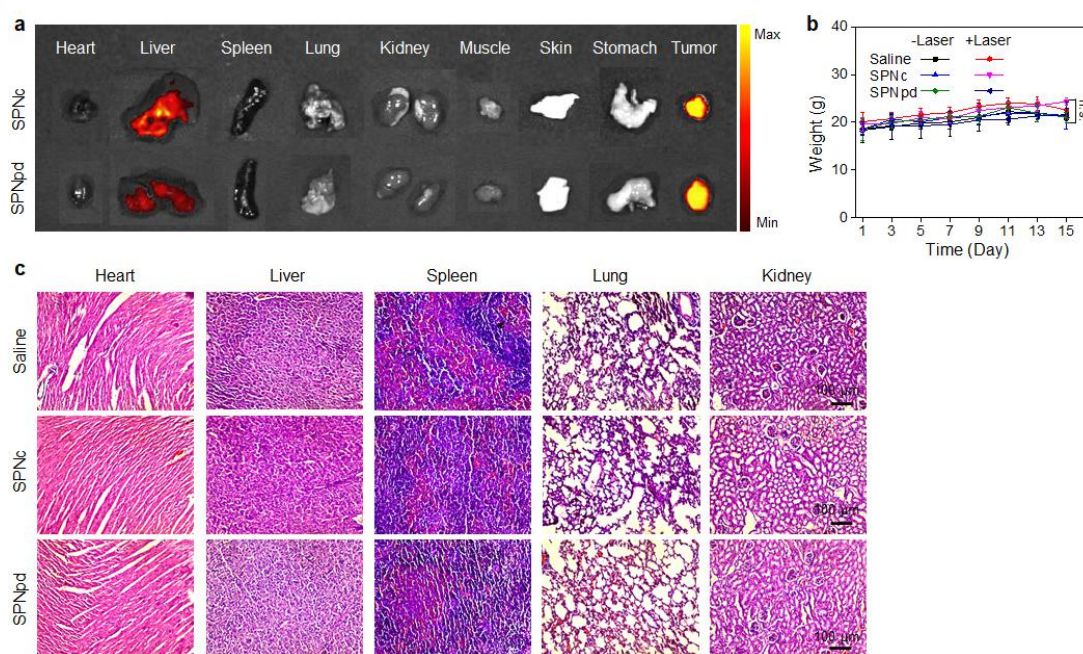 a
Heart Liver Spleen Lung Kidney Muscle Skin Stomach Tumor
Max
SPNc
SPNpd
Min
b
-Laser +Laser
Saline
SPNc
SPNpd
n.s.
Weight (g)
40
30
20
10
0
1 3 5 7 9 11 13 15
Time (Day)
c
Heart Liver Spleen Lung Kidney
Saline
100 µm
SPNc
100 µm
SPNpd
100 µm